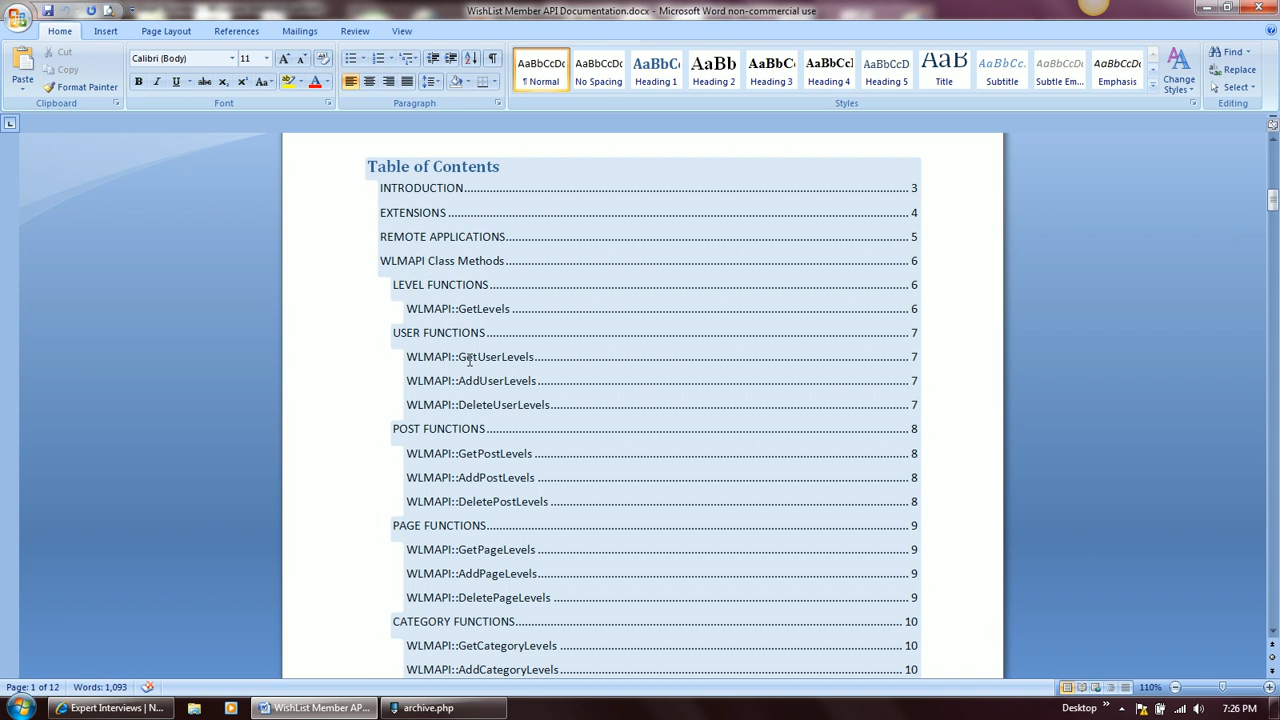 WishList Member API Documentation.docx - Microsoft Word non-commercial use
Home Insert Page Layout References Mailings Review View
Paste
Cut
Copy
Format Painter
Clipboard
Calibri (Body) 11
Font
Paragraph
AaBbCcDc AaBbCcDc AaBbCc AaBbCc AaBbC AaBbCcI AaBbCcD AaBb AaBbCc. AaBbCcDc AaBbCcDc
¶ Normal No Spacing Heading 1 Heading 2 Heading 3 Heading 4 Heading 5 Title Subtitle Subtle Em... Emphasis
Change Styles
Styles
Find
Replace
Select
Editing
Table of Contents
INTRODUCTION 3
EXTENSIONS 4
REMOTE APPLICATIONS 5
WLMAPI Class Methods 6
LEVEL FUNCTIONS 6
WLMAPI::GetLevels 6
USER FUNCTIONS 7
WLMAPI::GetUserLevels 7
WLMAPI::AddUserLevels 7
WLMAPI::DeleteUserLevels 7
POST FUNCTIONS 8
WLMAPI::GetPostLevels 8
WLMAPI::AddPostLevels 8
WLMAPI::DeletePostLevels 8
PAGE FUNCTIONS 9
WLMAPI::GetPageLevels 9
WLMAPI::AddPageLevels 9
WLMAPI::DeletePageLevels 9
CATEGORY FUNCTIONS 10
WLMAPI::GetCategoryLevels 10
WLMAPI::AddCategoryLevels 10
Page: 1 of 12 Words: 1,093 110%
Expert Interviews | N... WishList Member AP... archive.php Desktop 7:26 PM